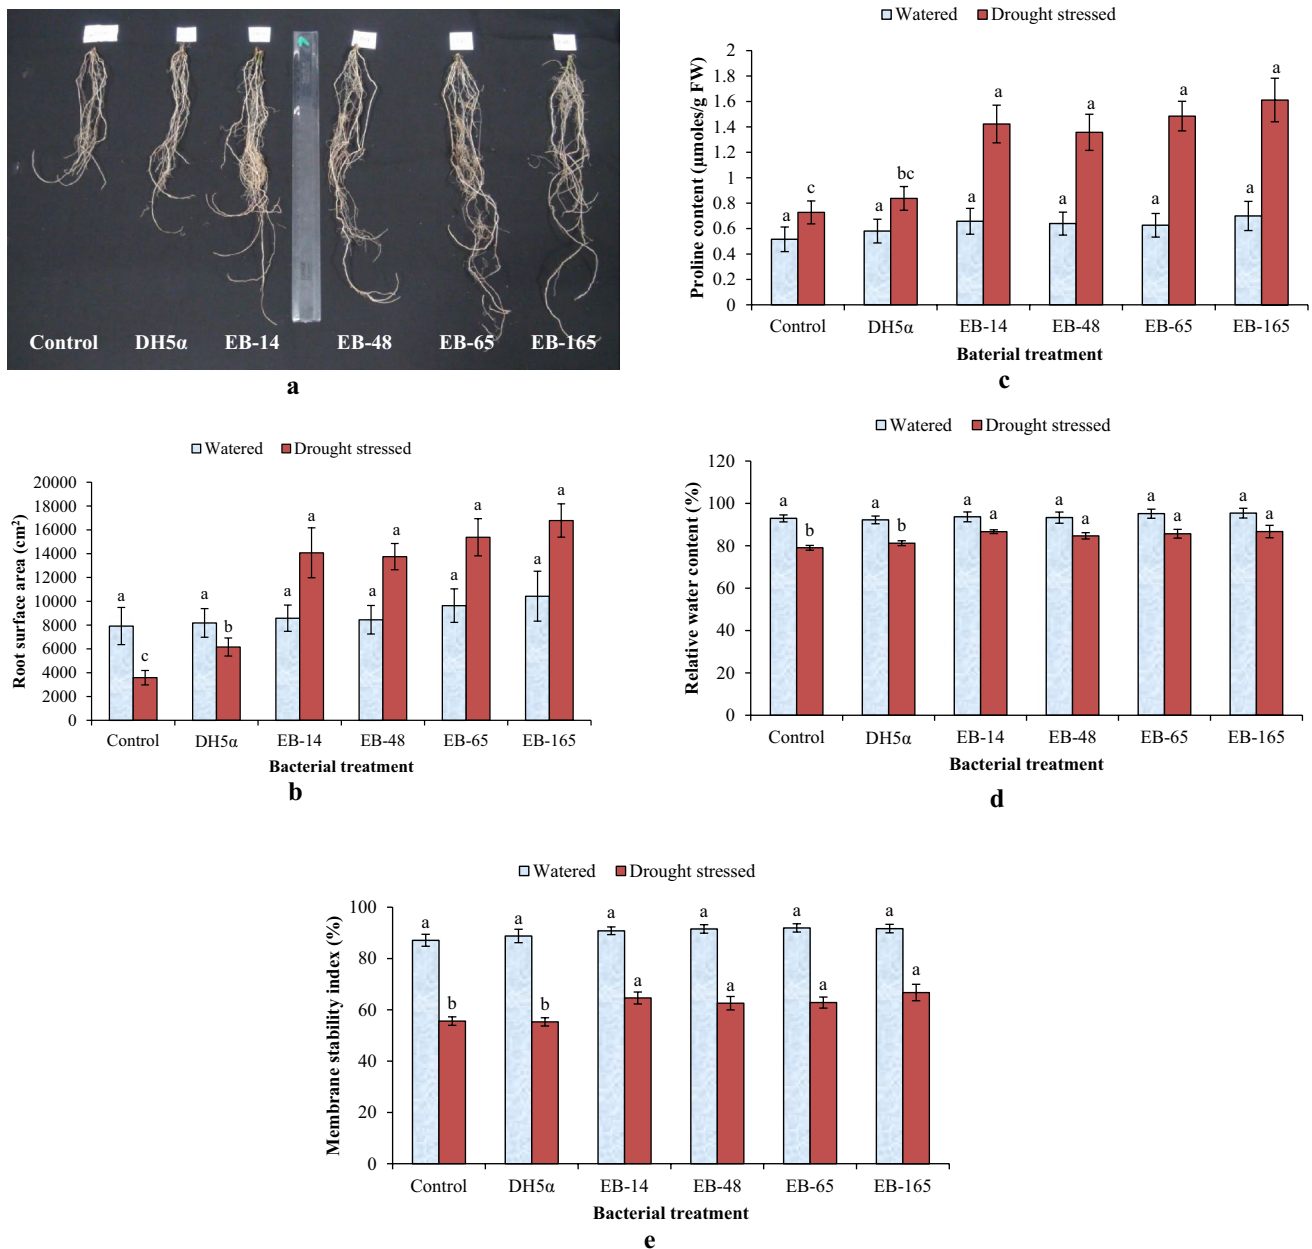 Control DH5α EB-14 EB-48 EB-65 EB-165
a
Watered Drought stressed
Proline content (µmoles/g FW)
2
1.8
1.6
1.4
1.2
1
0.8
0.6
0.4
0.2
0
a c a bc a a a a a a a a
Control DH5α EB-14 EB-48 EB-65 EB-165
Baterial treatment
c
Watered Drought stressed
Root surface area (cm²)
20000
18000
16000
14000
12000
10000
8000
6000
4000
2000
0
a c a b a a a a a a a a
Control DH5α EB-14 EB-48 EB-65 EB-165
Bacterial treatment
b
Watered Drought stressed
Relative water content (%)
120
100
80
60
40
20
0
a b a b a a a a a a a a
Control DH5α EB-14 EB-48 EB-65 EB-165
Bacterial treatment
d
Watered Drought stressed
Membrane stability index (%)
100
80
60
40
20
0
a b a b a a a a a a a a
Control DH5α EB-14 EB-48 EB-65 EB-165
Bacterial treatment
e